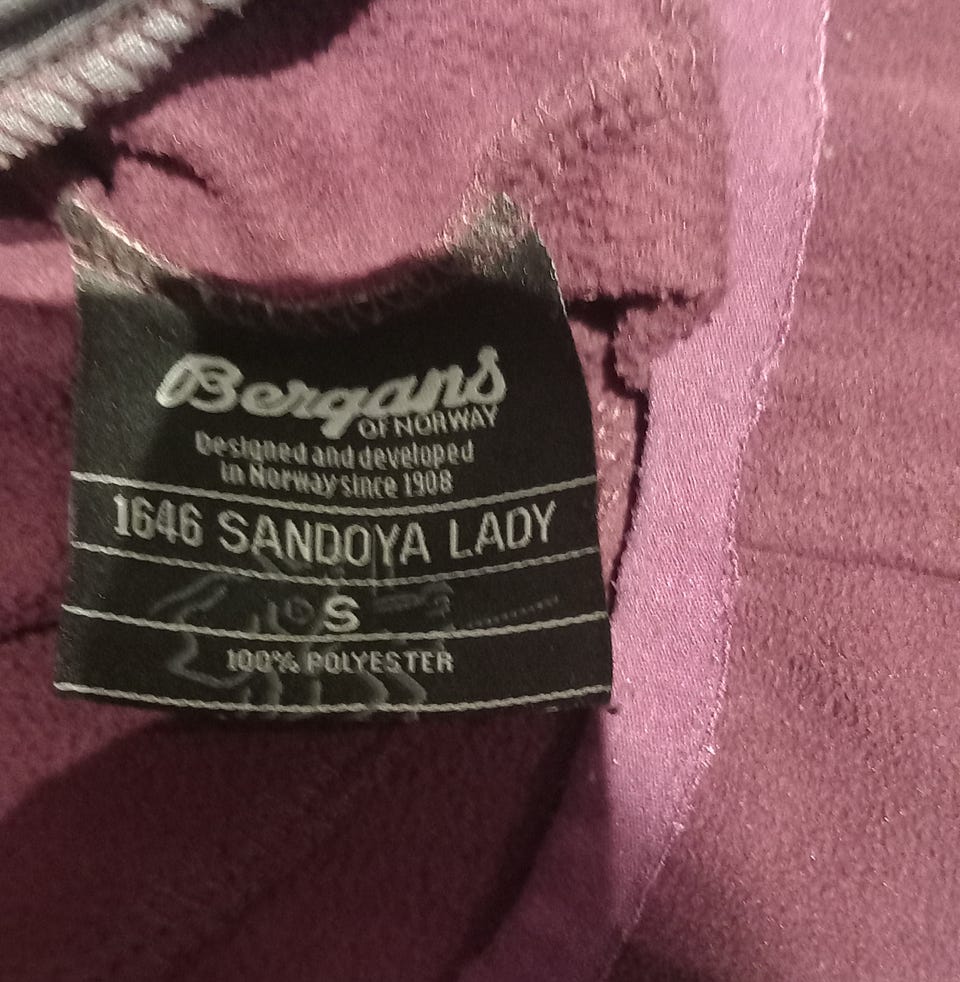 Bergans
OF NORWAY
Designed and developed
in Norway since 1908
1646 SANDOYA LADY
S
100% POLYESTER